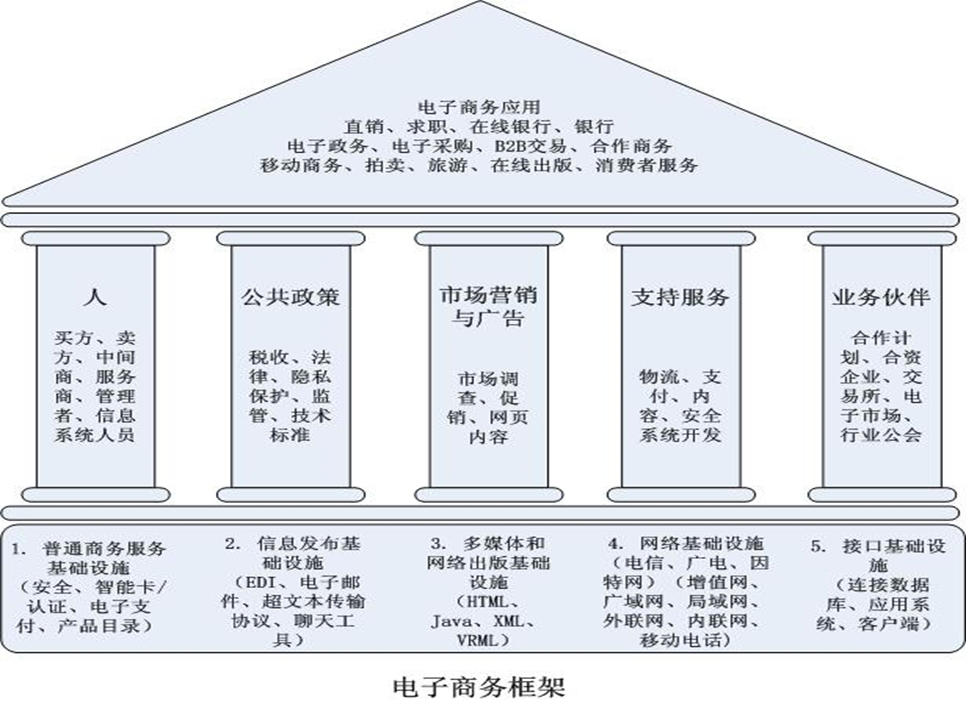 电子商务应用
直销、求职、在线银行、银行
电子政务、电子采购、B2B交易、合作商务
移动商务、拍卖、旅游、在线出版、消费者服务
人
买方、卖
方、中间
商、服务
商、管理
者、信息
系统人员
公共政策
税收、法
律、隐私
保护、监
管、技术
标准
市场营销
与广告
市场调
查、促
销、网页
内容
支持服务
物流、支
付、内
容、安全
系统开发
业务伙伴
合作计
划、合资
企业、交
易所、电
子市场、
行业公会
1. 普通商务服务
基础设施
（安全、智能卡/
认证、电子支
付、产品目录）
2. 信息发布基
础设施
（EDI、电子邮
件、超文本传输
协议、聊天工
具）
3. 多媒体和
网络出版基础
设施
（HTML、
Java、XML、
VRML）
4. 网络基础设施
（电信、广电、因
特网）（增值网、
广域网、局域网、
外联网、内联网、
移动电话)
5. 接口基础设
施
（连接数据
库、应用系
统、客户端）
电子商务框架